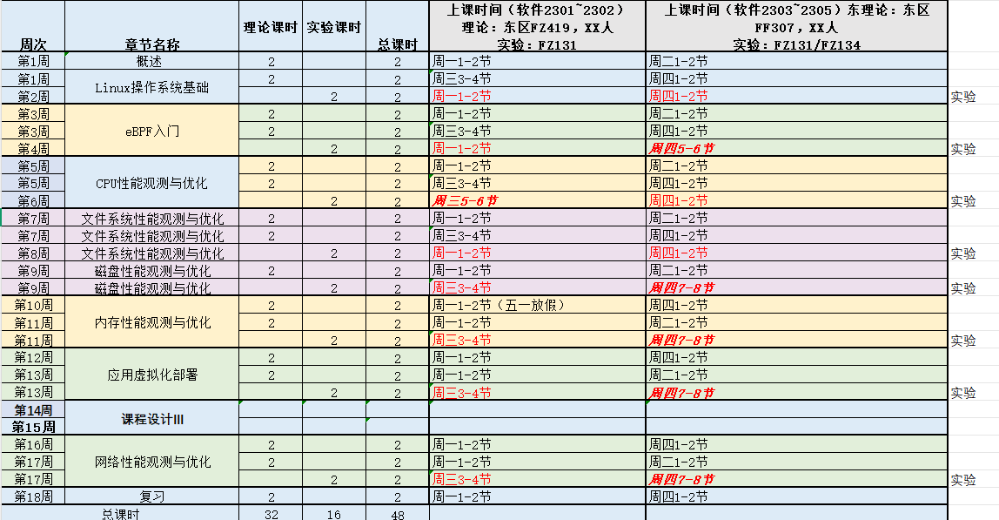 周次 章节名称 理论课时 实验课时 总课时 上课时间（软件2301~2302）
理论：东区FZ419，XX人
实验：FZ131 上课时间（软件2303~2305）东理论：东区
FF307，XX人
实验：FZ131/FZ134
第1周 概述 2 2 周一1-2节 周二1-2节
第1周 Linux操作系统基础 2 2 周三3-4节 周四1-2节
第2周 2 2 周一1-2节 周四1-2节 实验
第3周 eBPF入门 2 2 周一1-2节 周二1-2节
第3周 2 2 周三3-4节 周四1-2节
第4周 2 2 周一1-2节 周四5-6节 实验
第5周 CPU性能观测与优化 2 2 周一1-2节 周二1-2节
第5周 2 2 周三3-4节 周四1-2节
第6周 2 2 周三5-6节 周四1-2节 实验
第7周 文件系统性能观测与优化 2 2 周一1-2节 周二1-2节
第7周 文件系统性能观测与优化 2 2 周三3-4节 周四1-2节
第8周 文件系统性能观测与优化 2 2 周一1-2节 周四1-2节 实验
第9周 磁盘性能观测与优化 2 2 周一1-2节 周二1-2节
第9周 磁盘性能观测与优化 2 2 周三3-4节 周四7-8节 实验
第10周 内存性能观测与优化 2 2 周一1-2节（五一放假） 周四1-2节
第11周 2 2 周一1-2节 周二1-2节
第11周 2 2 周三3-4节 周四7-8节 实验
第12周 应用虚拟化部署 2 2 周一1-2节 周四1-2节
第13周 2 2 周一1-2节 周二1-2节
第13周 2 2 周三3-4节 周四7-8节 实验
第14周 课程设计III
第15周
第16周 网络性能观测与优化 2 2 周一1-2节 周四1-2节
第17周 2 2 周一1-2节 周二1-2节
第17周 2 2 周三3-4节 周四7-8节 实验
第18周 复习 2 2 周一1-2节 周四1-2节
总课时 32 16 48